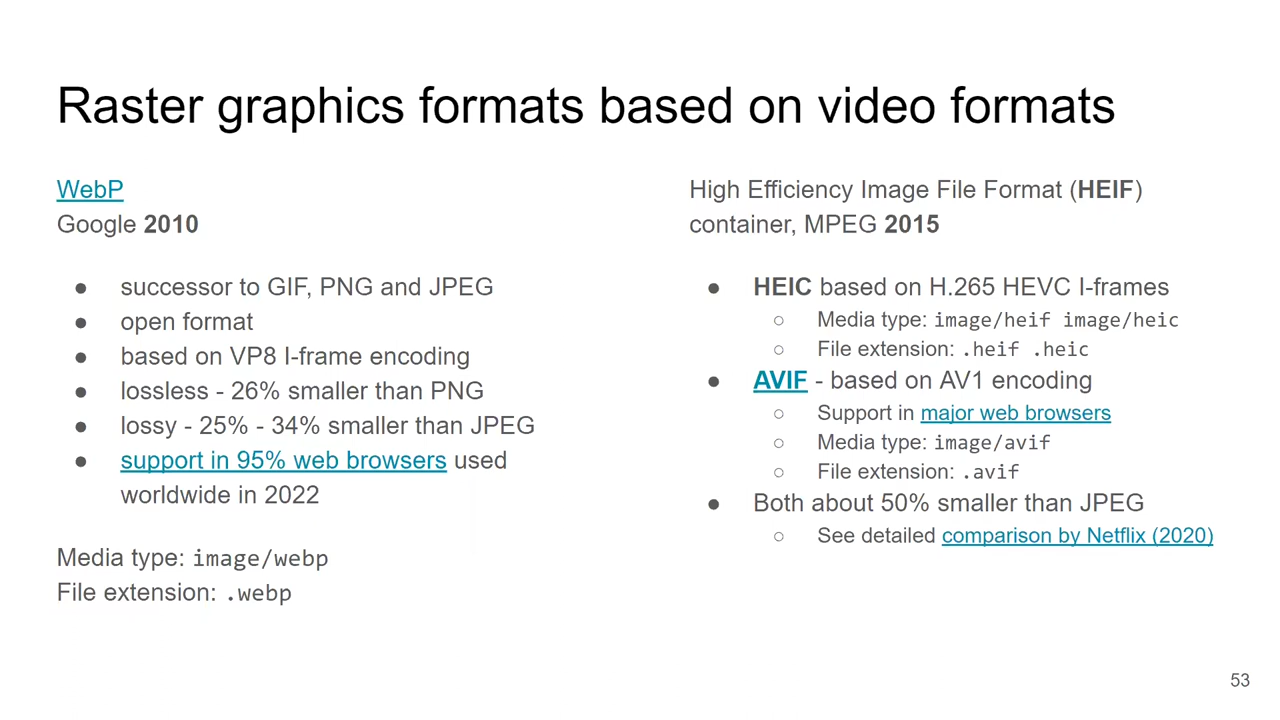 Raster graphics formats based on video formats
WebP
Google 2010
● successor to GIF, PNG and JPEG
● open format
● based on VP8 I-frame encoding
● lossless - 26% smaller than PNG
● lossy - 25% - 34% smaller than JPEG
● support in 95% web browsers used
worldwide in 2022
Media type: image/webp
File extension: .webp
High Efficiency Image File Format (HEIF)
container, MPEG 2015
● HEIC based on H.265 HEVC I-frames
○ Media type: image/heif image/heic
○ File extension: .heif .heic
● AVIF - based on AV1 encoding
○ Support in major web browsers
○ Media type: image/avif
○ File extension: .avif
● Both about 50% smaller than JPEG
○ See detailed comparison by Netflix (2020)
53